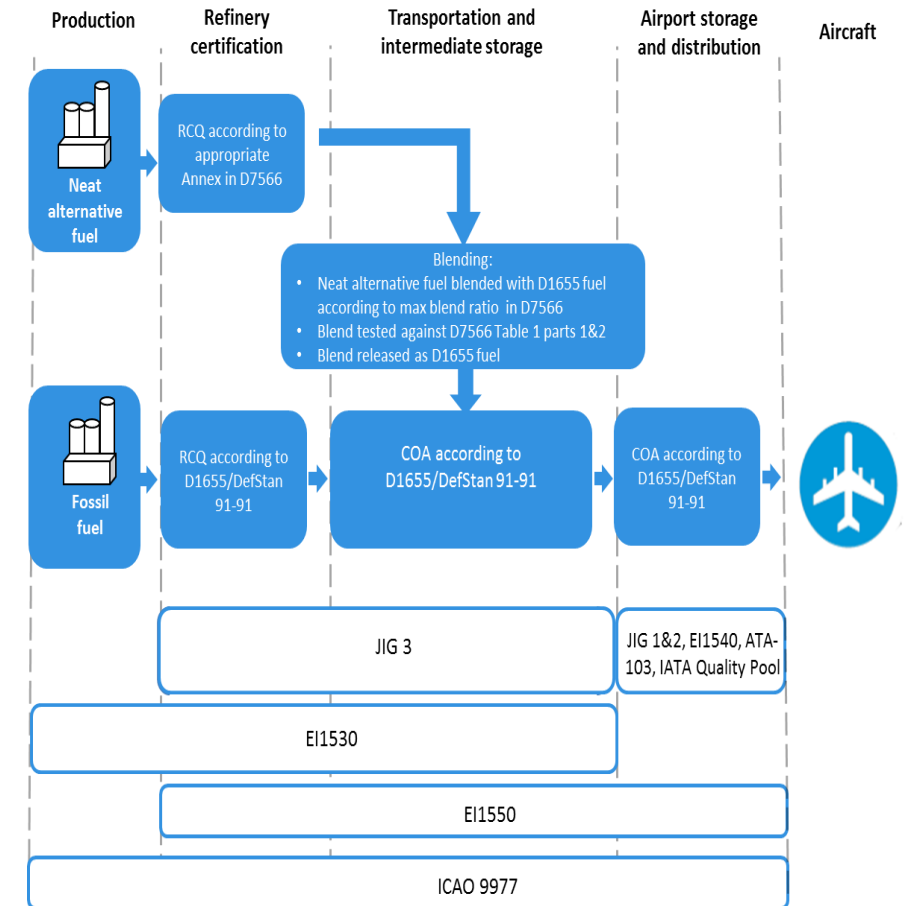 Production
Refinery
certification
Transportation and
intermediate storage
Airport storage
and distribution
Aircraft
Neat
alternative
fuel
RCQ according to
appropriate
Annex in D7566
Blending:
• Neat alternative fuel blended with D1655 fuel
according to max blend ratio in D7566
• Blend tested against D7566 Table 1 parts 1&2
• Blend released as D1655 fuel
Fossil
fuel
RCQ according to
D1655/DefStan
91-91
COA according to
D1655/DefStan 91-91
COA according to
D1655/DefStan
91-91
JIG 3
JIG 1&2, EI1540, ATA-
103, IATA Quality Pool
EI1530
EI1550
ICAO 9977